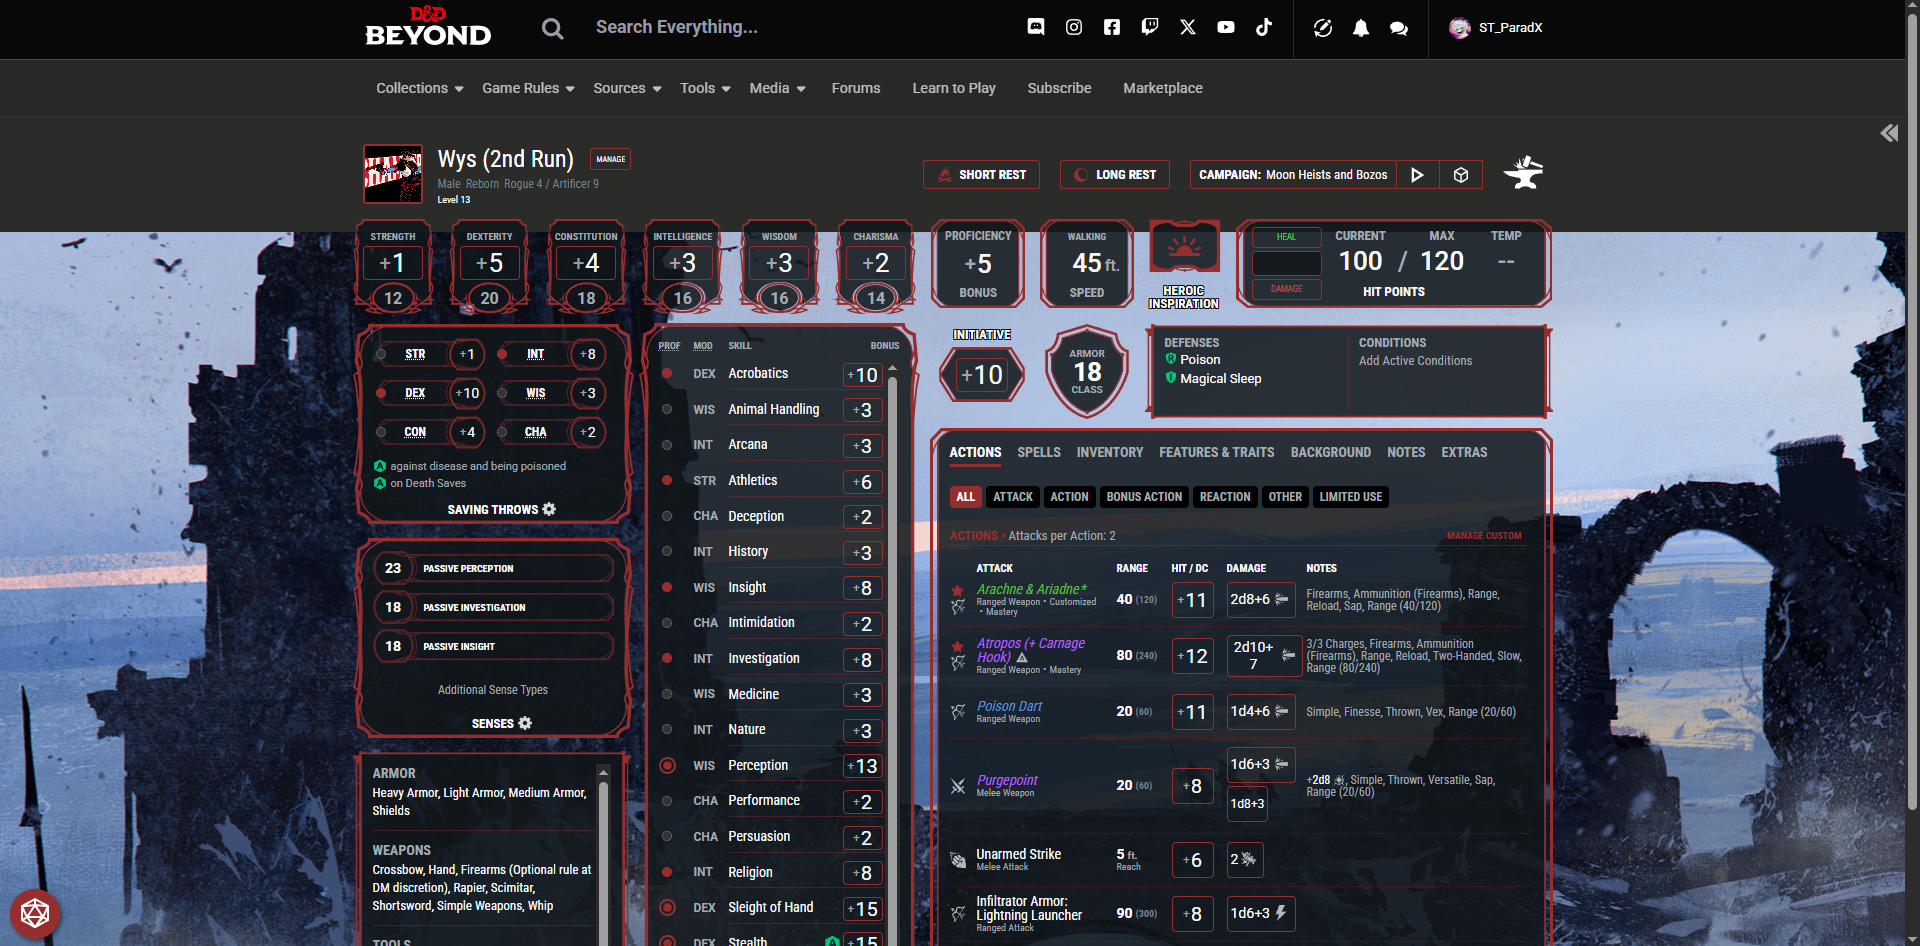 D&D
BEYOND
Search Everything...
ST_ParadX
Collections
Game Rules
Sources
Tools
Media
Forums
Learn to Play
Subscribe
Marketplace
Wys (2nd Run)
MANAGE
Male Reborn Rogue 4 / Artificer 9
Level 13
SHORT REST
LONG REST
CAMPAIGN: Moon Heists and Bozos
STRENGTH
+1
12
DEXTERITY
+5
20
CONSTITUTION
+4
18
INTELLIGENCE
+3
16
WISDOM
+3
16
CHARISMA
+2
14
PROFICIENCY
+5
BONUS
WALKING
45 ft.
SPEED
HEROIC
INSPIRATION
HEAL
DAMAGE
CURRENT
100
/
MAX
120
TEMP
--
HIT POINTS
STR +1
INT +8
DEX +10
WIS +3
CON +4
CHA +2
A against disease and being poisoned
A on Death Saves
SAVING THROWS
23 PASSIVE PERCEPTION
18 PASSIVE INVESTIGATION
18 PASSIVE INSIGHT
Additional Sense Types
SENSES
ARMOR
Heavy Armor, Light Armor, Medium Armor,
Shields
WEAPONS
Crossbow, Hand, Firearms (Optional rule at
DM discretion), Rapier, Scimitar,
Shortsword, Simple Weapons, Whip
TOOLS
PROF MOD SKILL BONUS
DEX Acrobatics +10
WIS Animal Handling +3
INT Arcana +3
STR Athletics +6
CHA Deception +2
INT History +3
WIS Insight +8
CHA Intimidation +2
INT Investigation +8
WIS Medicine +3
INT Nature +3
WIS Perception +13
CHA Performance +2
CHA Persuasion +2
INT Religion +8
DEX Sleight of Hand +15
DEX Stealth A +15
INITIATIVE
+10
ARMOR
18
CLASS
DEFENSES
R Poison
I Magical Sleep
CONDITIONS
Add Active Conditions
ACTIONS SPELLS INVENTORY FEATURES & TRAITS BACKGROUND NOTES EXTRAS
ALL ATTACK ACTION BONUS ACTION REACTION OTHER LIMITED USE
ACTIONS • Attacks per Action: 2
MANAGE CUSTOM
ATTACK RANGE HIT / DC DAMAGE NOTES
Arachne & Ariadne*
Ranged Weapon • Customized
• Mastery
40 (120)
+11
2d8+6
Firearms, Ammunition (Firearms), Range,
Reload, Sap, Range (40/120)
Atropos (+ Carnage
Hook)
Ranged Weapon • Mastery
80 (240)
+12
2d10+
7
3/3 Charges, Firearms, Ammunition
(Firearms), Range, Reload, Two-Handed, Slow,
Range (80/240)
Poison Dart
Ranged Weapon
20 (60)
+11
1d4+6
Simple, Finesse, Thrown, Vex, Range (20/60)
Purgepoint
Melee Weapon
20 (60)
+8
1d6+3
1d8+3
+2d8 , Simple, Thrown, Versatile, Sap,
Range (20/60)
Unarmed Strike
Melee Attack
5 ft.
Reach
+6
2
Infiltrator Armor:
Lightning Launcher
Ranged Attack
90 (300)
+8
1d6+3